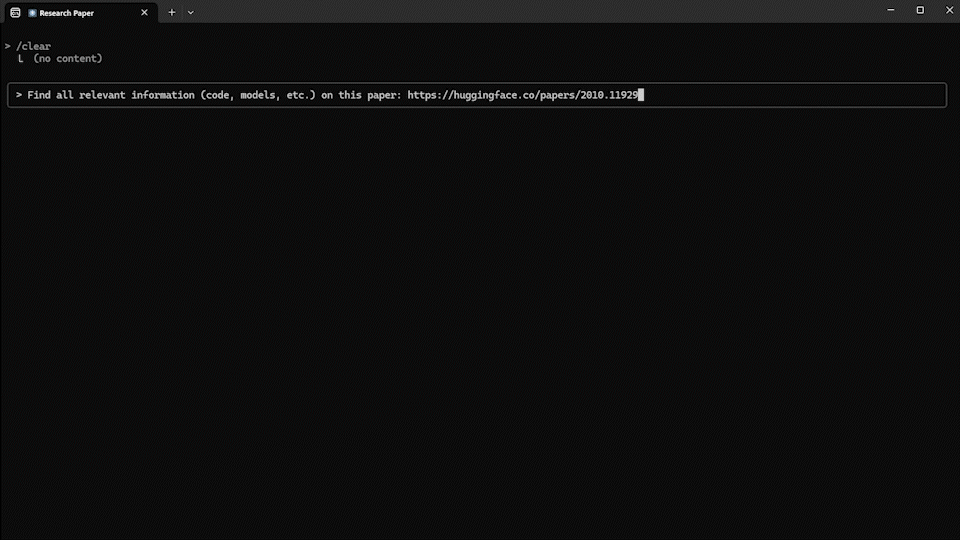 Research Paper
> /clear
L (no content)
> Find all relevant information (code, models, etc.) on this paper: https://huggingface.co/papers/2010.11929